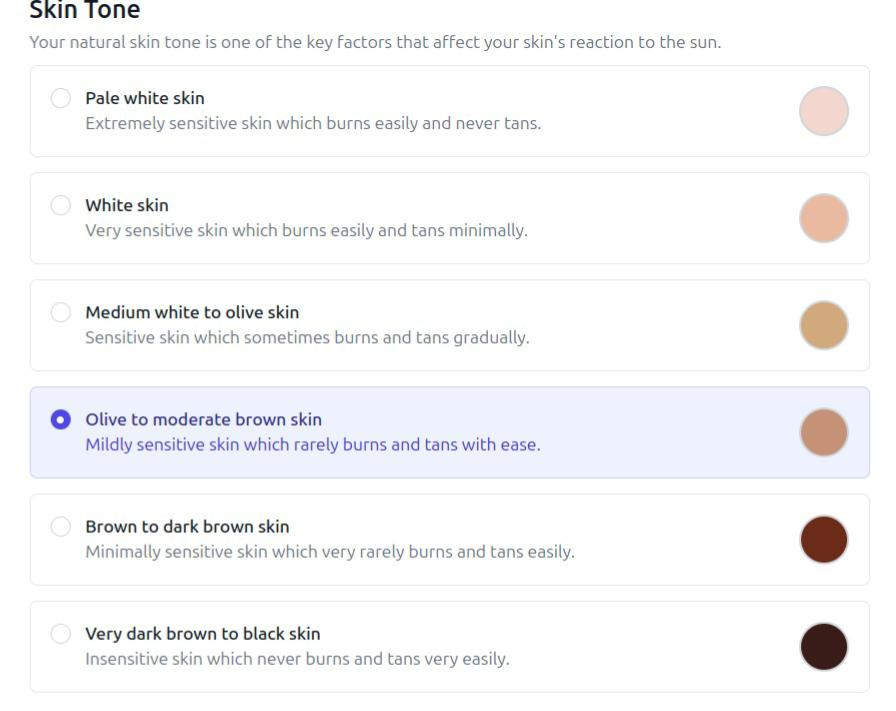 Skin Tone
Your natural skin tone is one of the key factors that affect your skin's reaction to the sun.
Pale white skin
Extremely sensitive skin which burns easily and never tans.
White skin
Very sensitive skin which burns easily and tans minimally.
Medium white to olive skin
Sensitive skin which sometimes burns and tans gradually.
Olive to moderate brown skin
Mildly sensitive skin which rarely burns and tans with ease.
Brown to dark brown skin
Minimally sensitive skin which very rarely burns and tans easily.
Very dark brown to black skin
Insensitive skin which never burns and tans very easily.